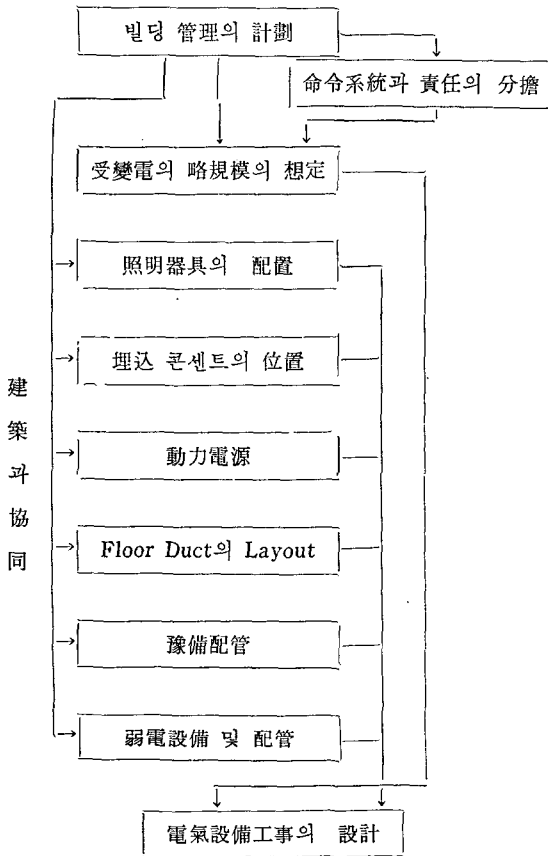 빌딩 管理의 計劃
命令系統과 責任의 分擔
受變電의 略規模의 想定
照明器具의 配置
埋込 콘센트의 位置
動力電源
Floor Duct의 Layout
豫備配管
弱電設備 및 配管
建築과協同
電氣設備工事의 設計